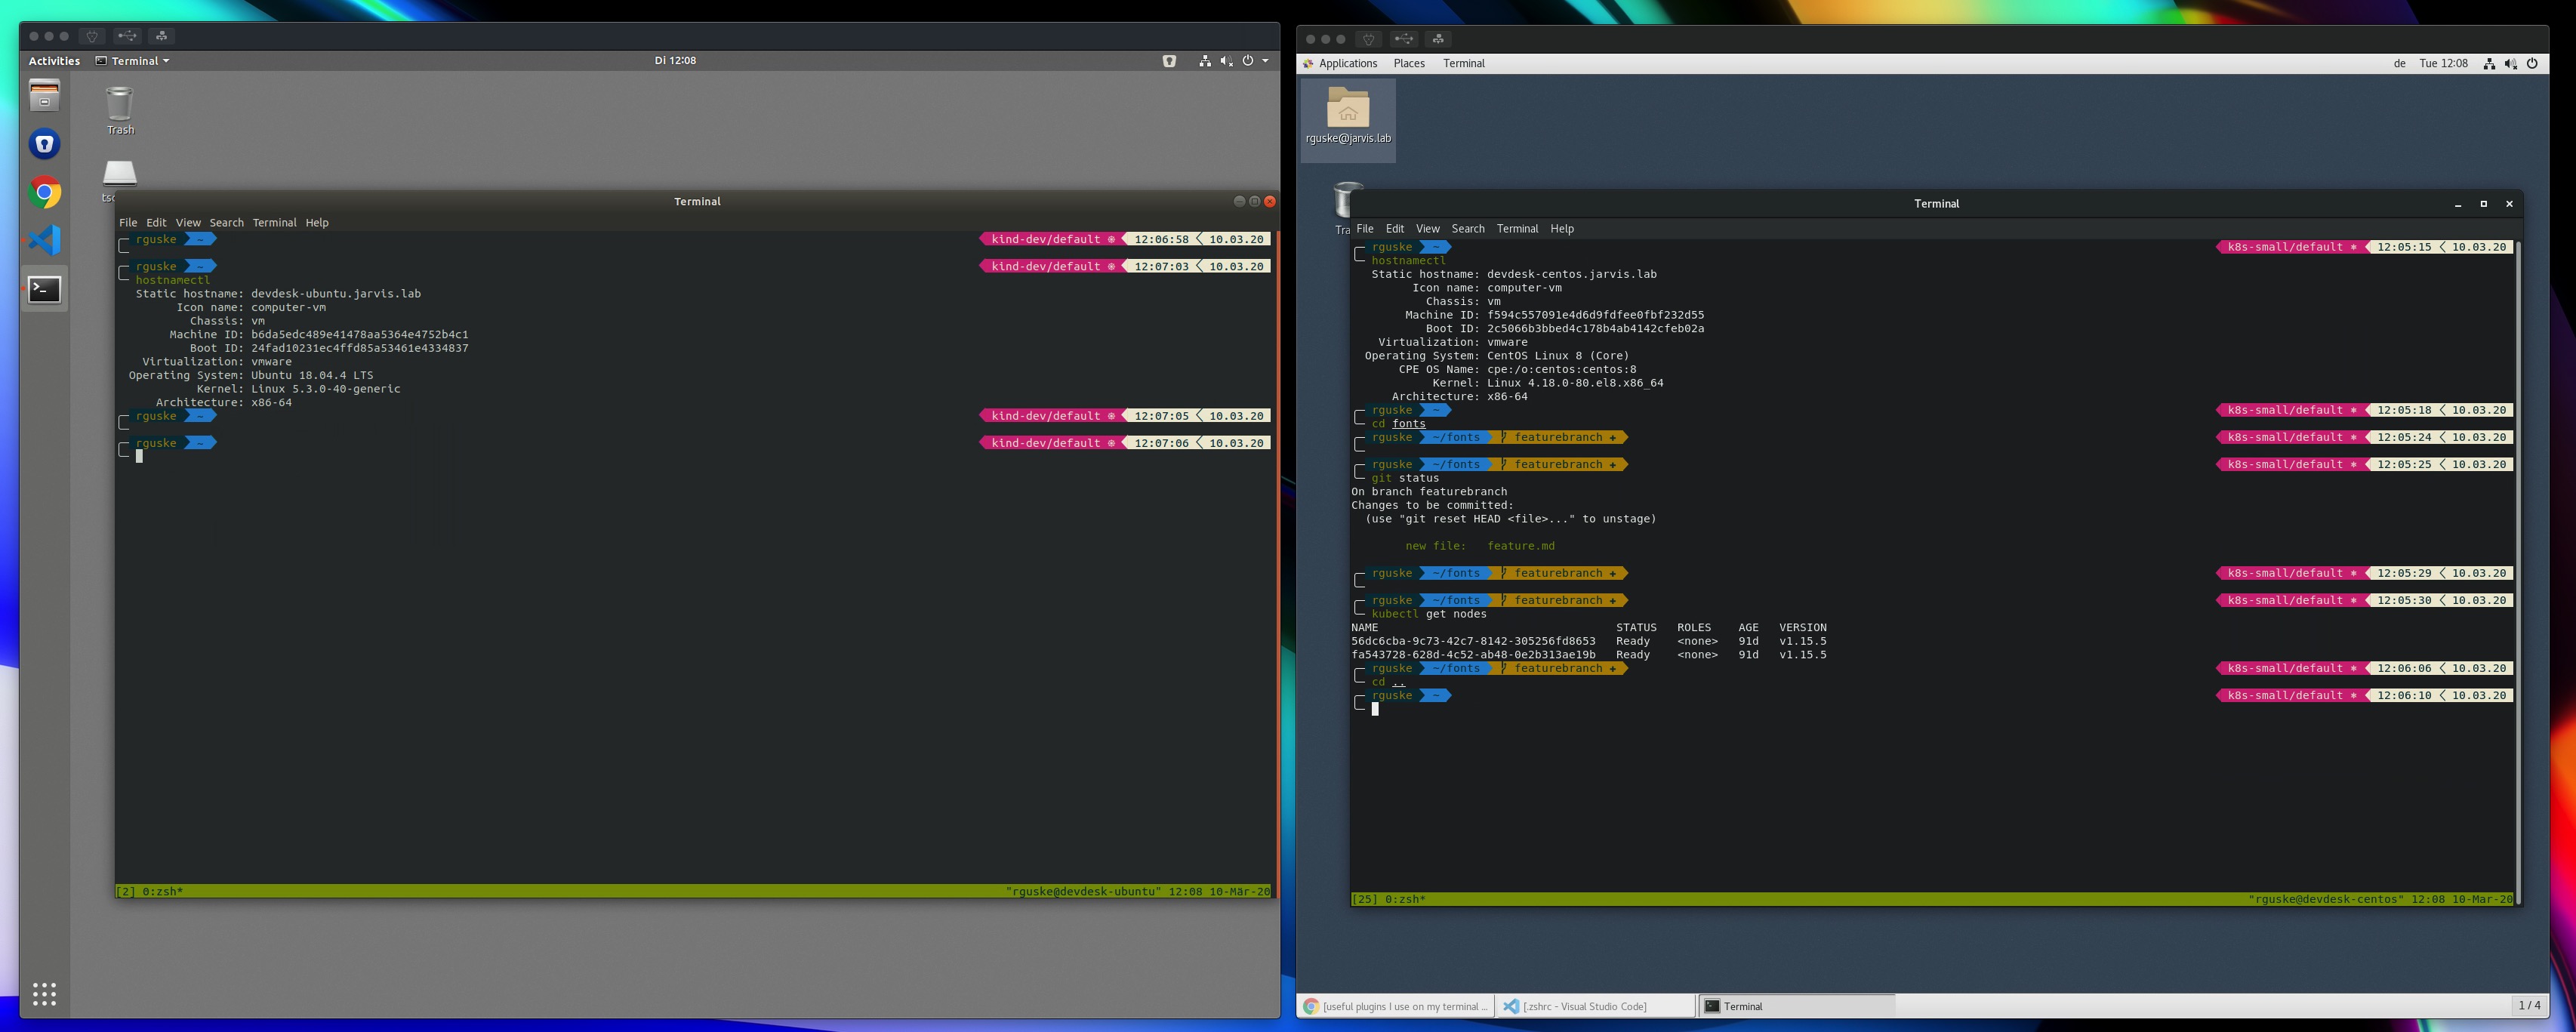 Activities Terminal Di 12:08
Trash
Terminal
File Edit View Search Terminal Help
rguske ~ kind-dev/default 12:06:58 10.03.20
rguske ~ kind-dev/default 12:07:03 10.03.20
hostnamectl
Static hostname: devdesk-ubuntu.jarvis.lab
Icon name: computer-vm
Chassis: vm
Machine ID: b6da5edc489e41478aa5364e4752b4c1
Boot ID: 24fad10231ec4ffd85a53461e4334837
Virtualization: vmware
Operating System: Ubuntu 18.04.4 LTS
Kernel: Linux 5.3.0-40-generic
Architecture: x86-64
rguske ~ kind-dev/default 12:07:05 10.03.20
rguske ~ kind-dev/default 12:07:06 10.03.20
[2] 0:zsh* "rguske@devdesk-ubuntu" 12:08 10-Mär-20
Applications Places Terminal de Tue 12:08
rguske@jarvis.lab
Terminal
File Edit View Search Terminal Help
rguske ~ k8s-small/default 12:05:15 10.03.20
hostnamectl
Static hostname: devdesk-centos.jarvis.lab
Icon name: computer-vm
Chassis: vm
Machine ID: f594c557091e4d6d9fdfee0fbf232d55
Boot ID: 2c5066b3bbed4c178b4ab4142cfeb02a
Virtualization: vmware
Operating System: CentOS Linux 8 (Core)
CPE OS Name: cpe:/o:centos:centos:8
Kernel: Linux 4.18.0-80.el8.x86_64
Architecture: x86-64
rguske ~ k8s-small/default 12:05:18 10.03.20
cd fonts
rguske ~/fonts featurebranch + k8s-small/default 12:05:24 10.03.20
rguske ~/fonts featurebranch + k8s-small/default 12:05:25 10.03.20
git status
On branch featurebranch
Changes to be committed:
(use "git reset HEAD <file>..." to unstage)
new file: feature.md
rguske ~/fonts featurebranch + k8s-small/default 12:05:29 10.03.20
rguske ~/fonts featurebranch + k8s-small/default 12:05:30 10.03.20
kubectl get nodes
NAME STATUS ROLES AGE VERSION
56dc6cba-9c73-42c7-8142-305256fd8653 Ready <none> 91d v1.15.5
fa543728-628d-4c52-ab48-0e2b313ae19b Ready <none> 91d v1.15.5
rguske ~/fonts featurebranch + k8s-small/default 12:06:06 10.03.20
cd ..
rguske ~ k8s-small/default 12:06:10 10.03.20
[25] 0:zsh* "rguske@devdesk-centos" 12:08 10-Mar-20
[useful plugins I use on my terminal ... [.zshrc - Visual Studio Code] Terminal 1 / 4